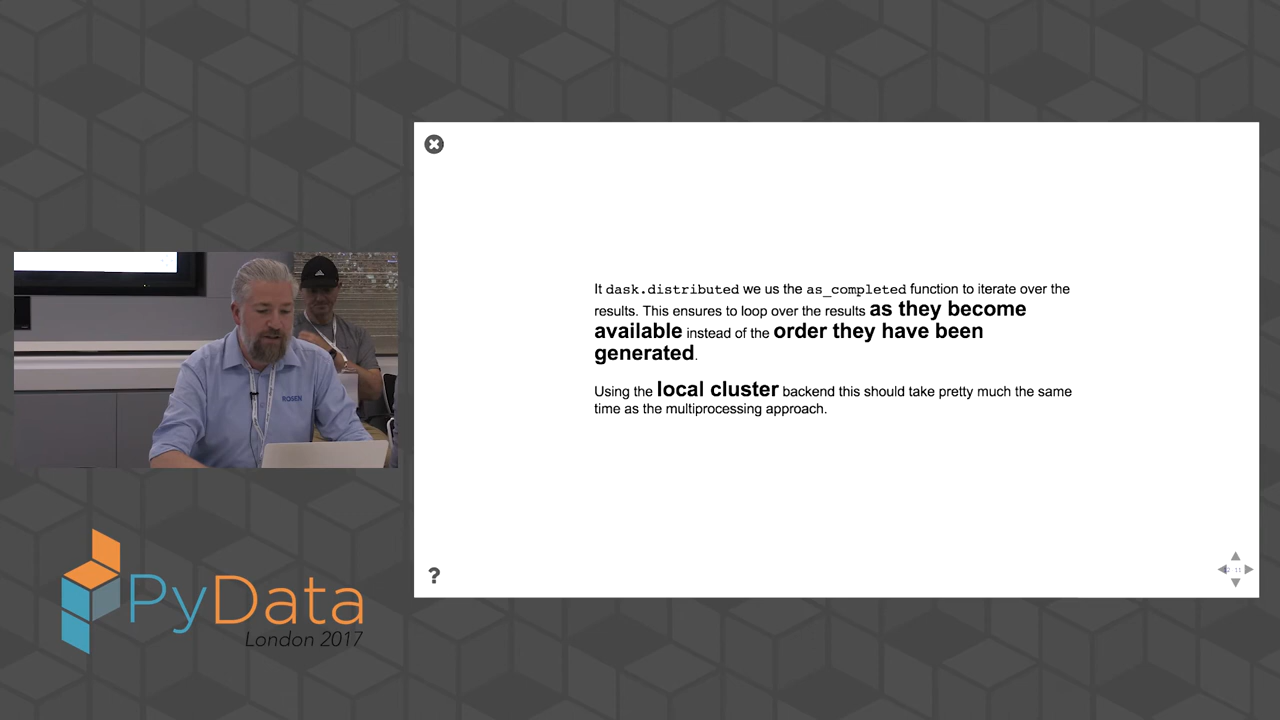 It dask.distributed we us the as_completed function to iterate over the
results. This ensures to loop over the results as they become
available instead of the order they have been
generated.
Using the local cluster backend this should take pretty much the same
time as the multiprocessing approach.
?
ROSEN
PyData
London 2017